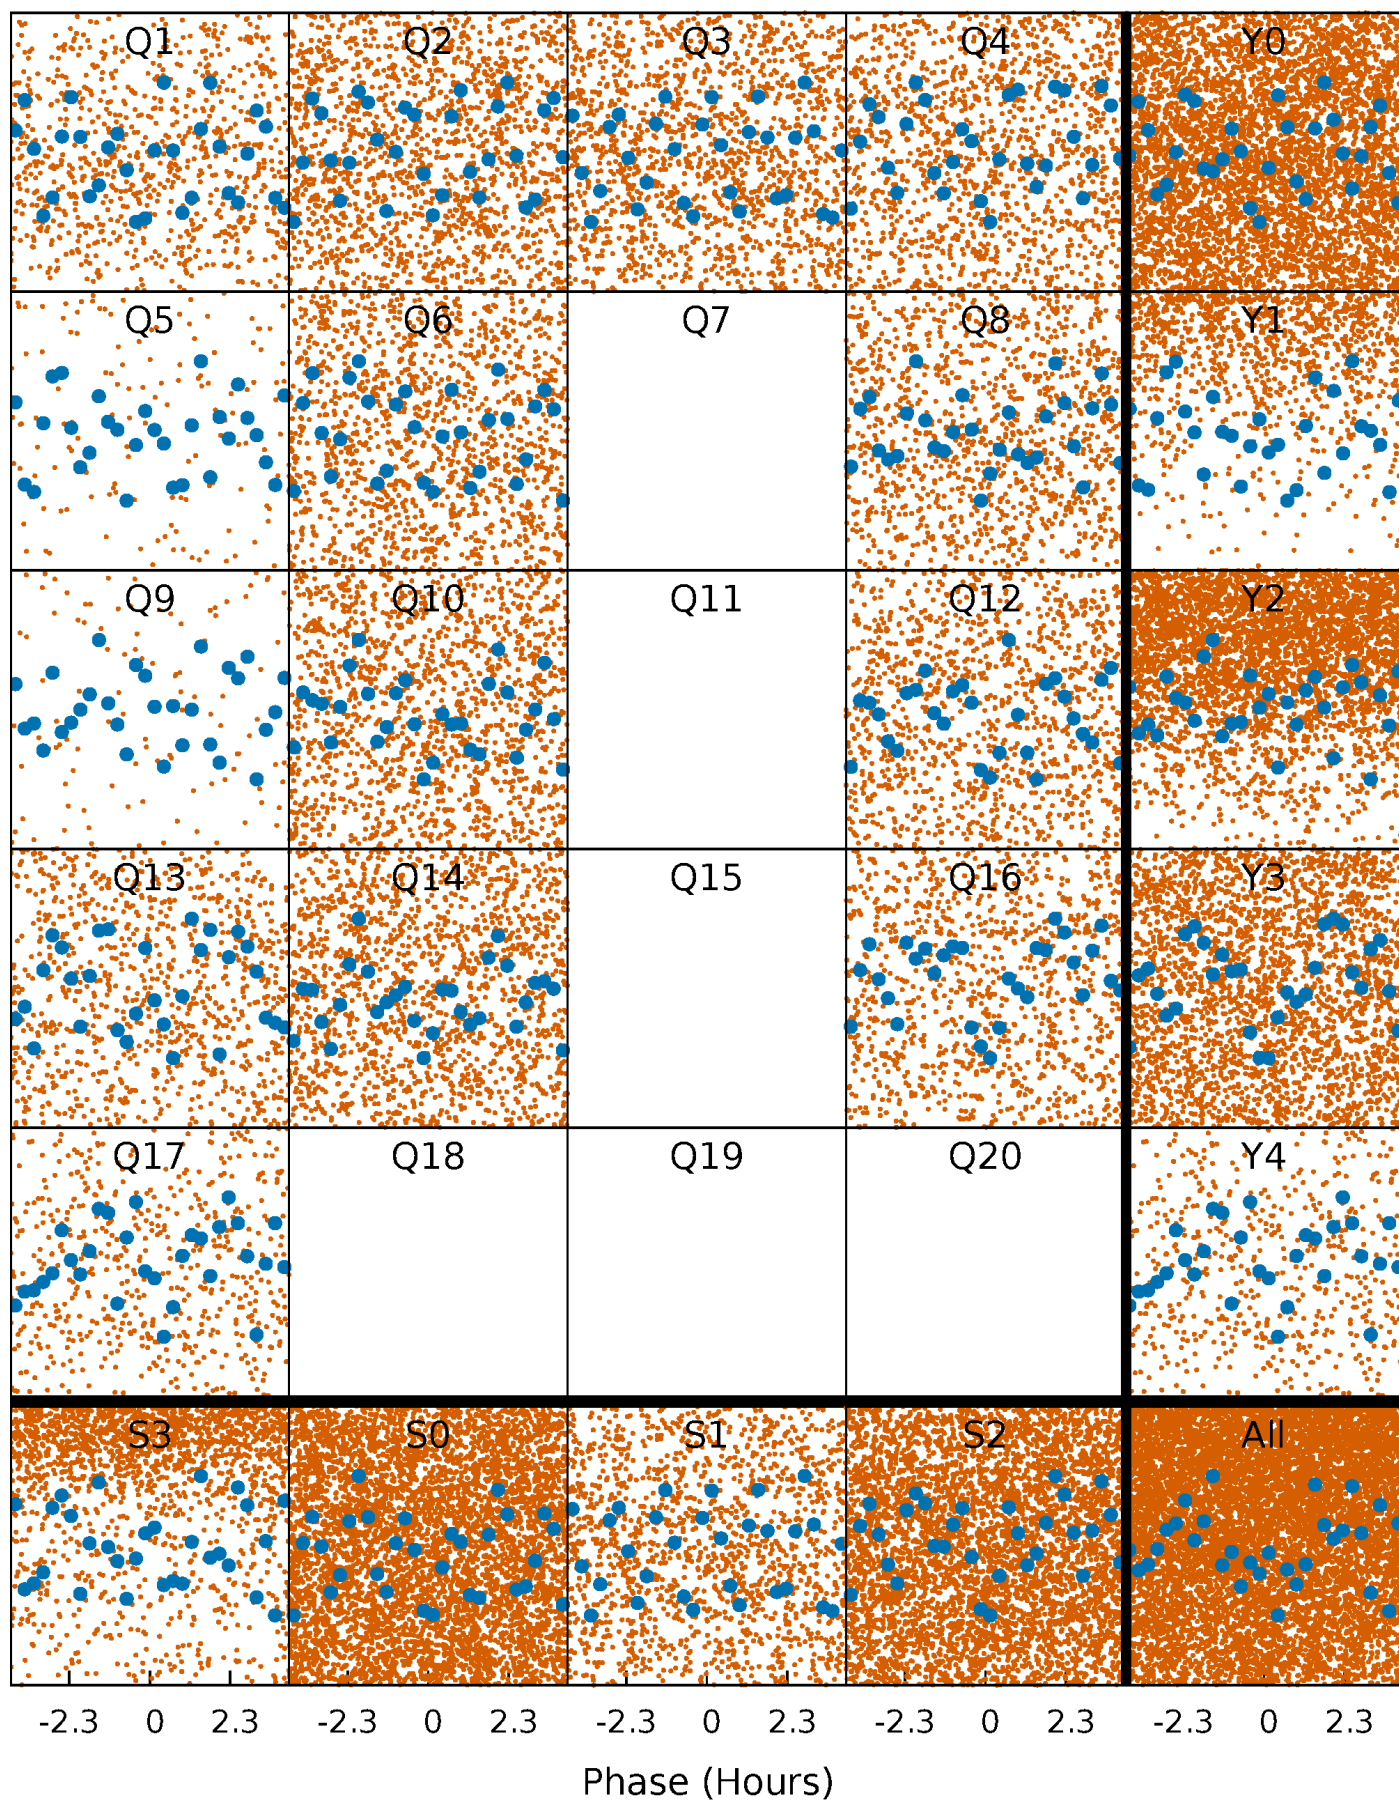 Q1 Q2 Q3 Q4 Y0
Q5 Q6 Q7 Q8 Y1
Q9 Q10 Q11 Q12 Y2
Q13 Q14 Q15 Q16 Y3
Q17 Q18 Q19 Q20 Y4
S3 S0 S1 S2 All
-2.3 0 2.3 -2.3 0 2.3 -2.3 0 2.3 -2.3 0 2.3 -2.3 0 2.3
Phase (Hours)